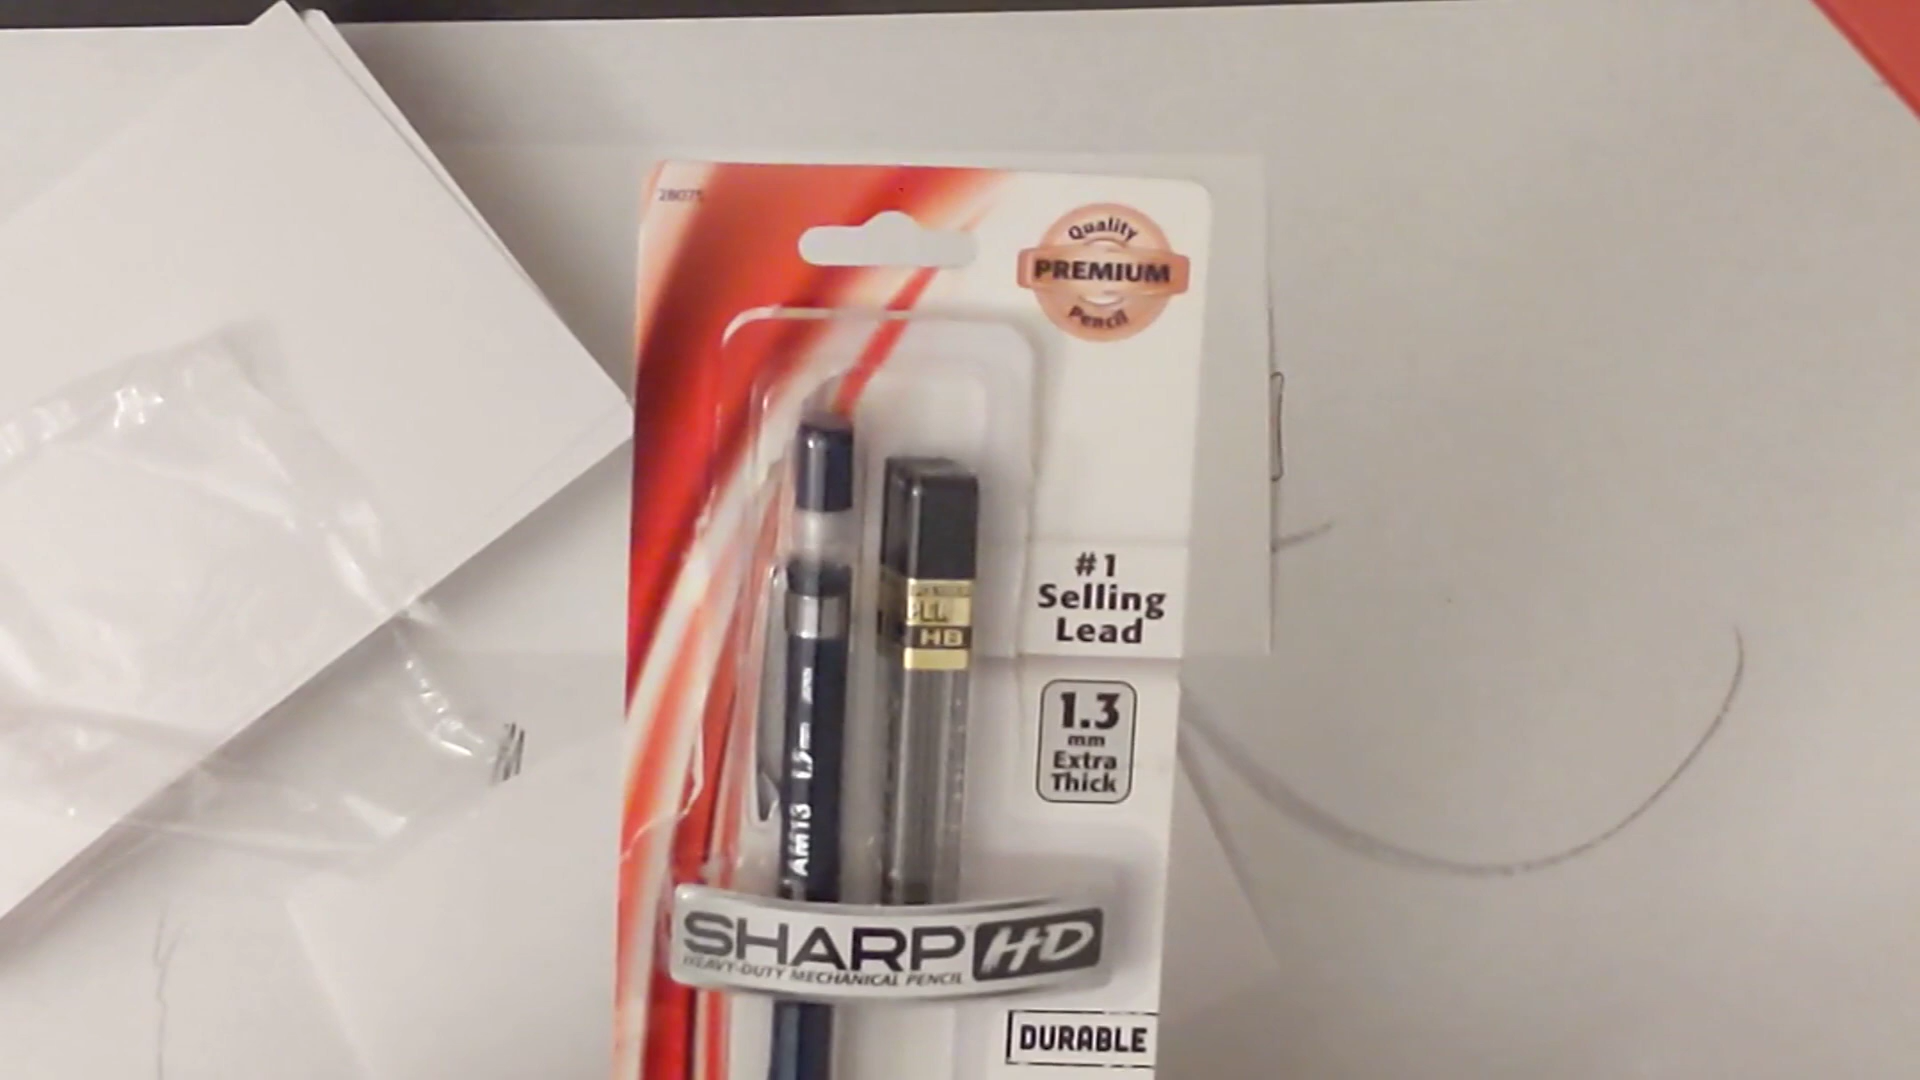 28075
Quality
PREMIUM
Pencil
#1
Selling
Lead
HB
1.3
mm
Extra
Thick
AM13
SHARP HD
HEAVY-DUTY MECHANICAL PENCIL
DURABLE